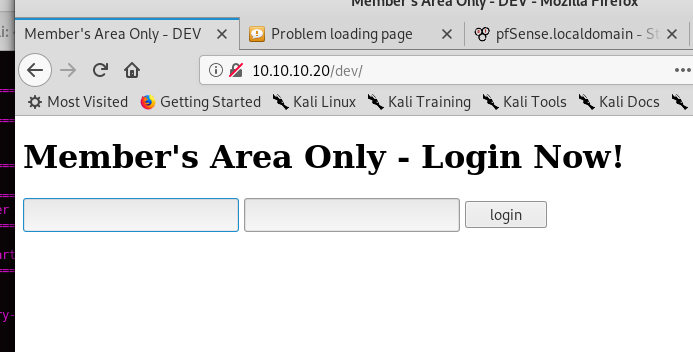 Member's Area Only - DEV - Mozilla Firefox
Member's Area Only - DEV Problem loading page pfSense.localdomain - St
10.10.10.20/dev/
Most Visited Getting Started Kali Linux Kali Training Kali Tools Kali Docs
Member's Area Only - Login Now!
login